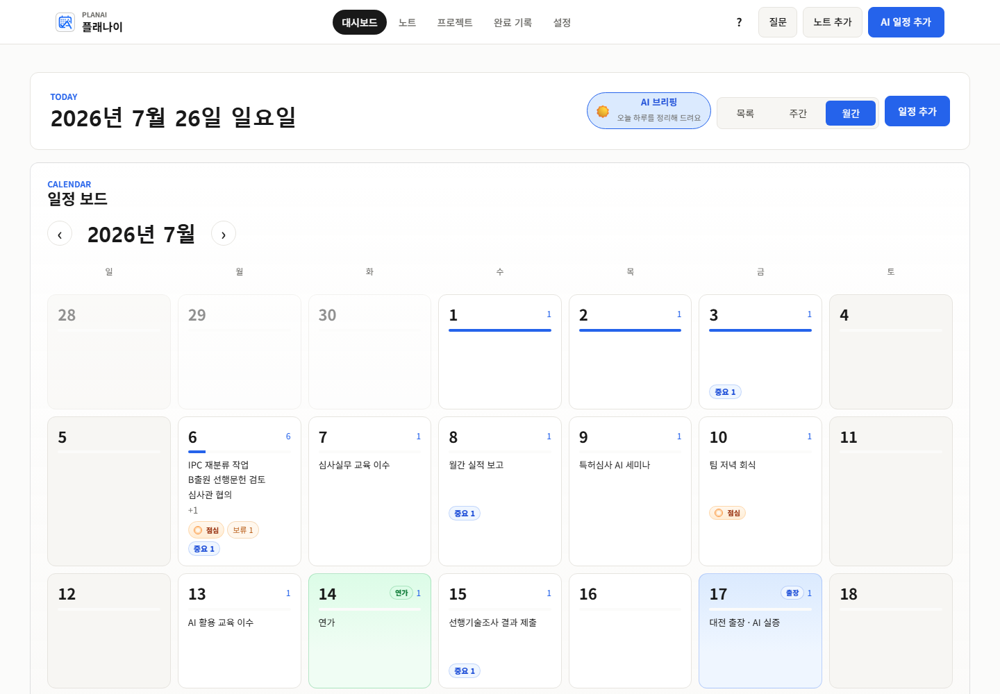 PLANAI
플래나이
대시보드
노트
프로젝트
완료 기록
설정
?
질문
노트 추가
AI 일정 추가
TODAY
2026년 7월 26일 일요일
AI 브리핑
오늘 하루를 정리해 드려요
목록
주간
월간
일정 추가
CALENDAR
일정 보드
‹
2026년 7월
›
일
월
화
수
목
금
토
28
29
30
1 1
2 1
3 1
중요 1
4
5
6 6
IPC 재분류 작업
B출원 선행문헌 검토
심사관 협의
+1
점심
보류 1
중요 1
7 1
심사실무 교육 이수
8 1
월간 실적 보고
중요 1
9 1
특허심사 AI 세미나
10 1
팀 저녁 회식
점심
11
12
13 1
AI 활용 교육 이수
14 연가 1
연가
15 1
선행기술조사 결과 제출
중요 1
16
17 출장 1
대전 출장 · AI 실증
18